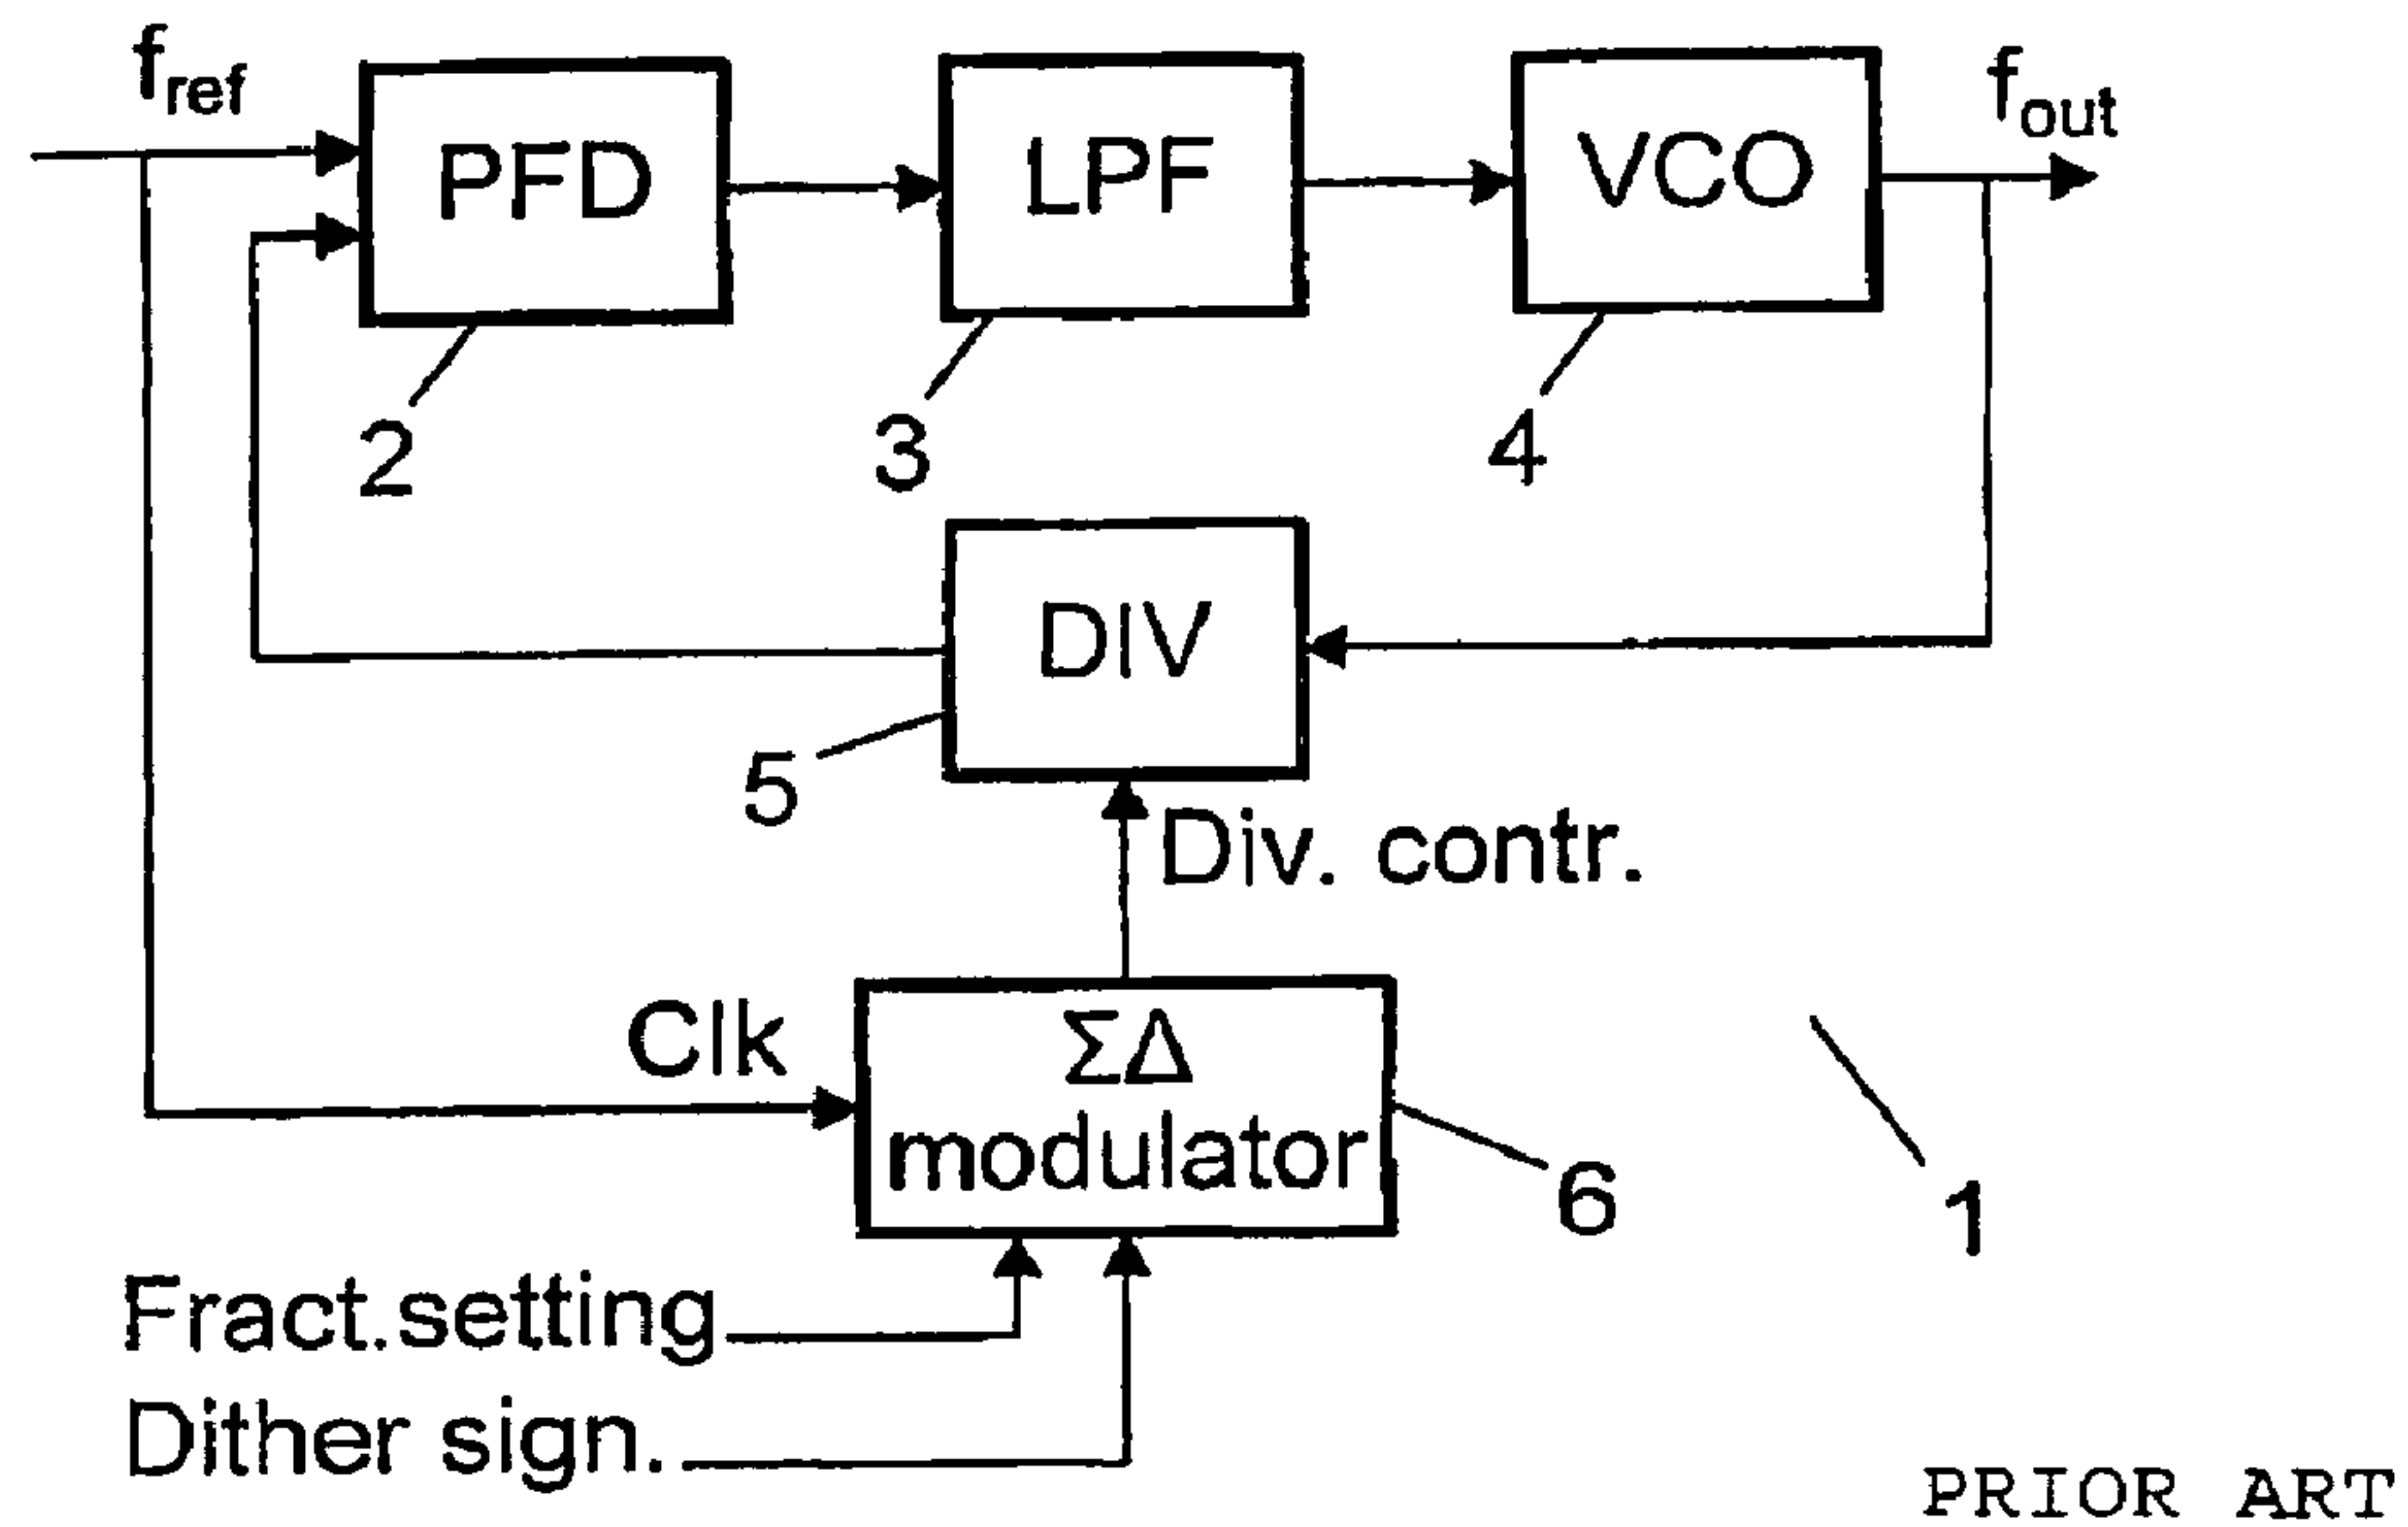 fref
fout
PFD
LPF
VCO
2
3
4
DIV
5
Div. contr.
Clk
ΣΔ
modulator
6
1
Fract.setting
Dither sign.
PRIOR ART